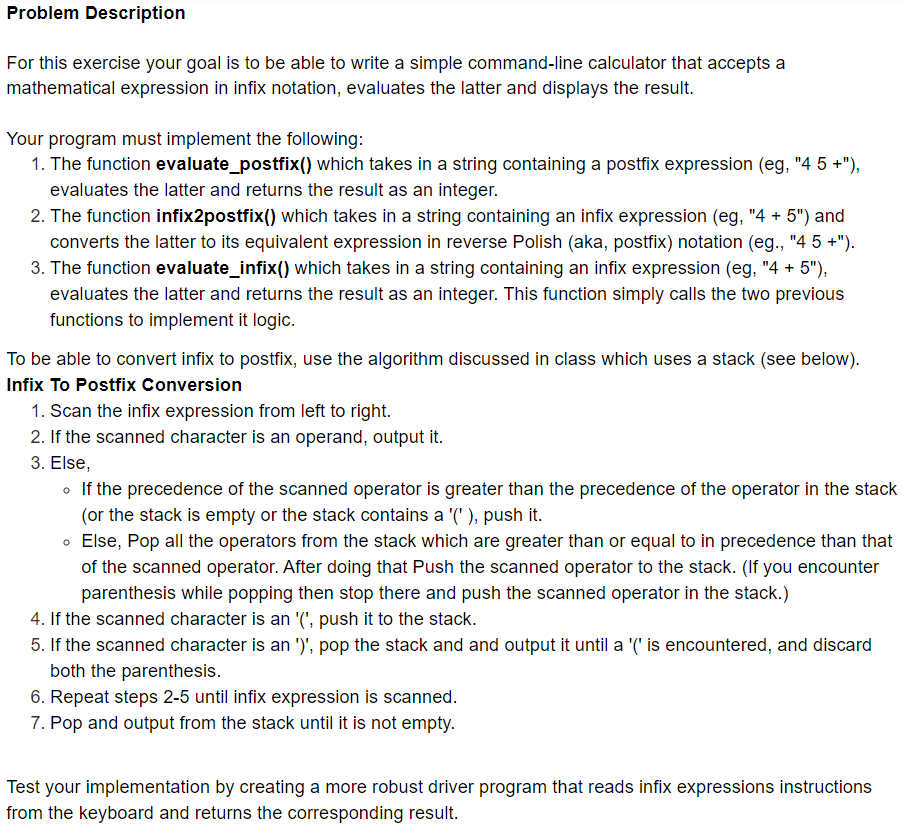 Problem Description
For this exercise your goal is to be able to write a simple command-line calculator that accepts a
mathematical expression in infix notation, evaluates the latter and displays the result.
Your program must implement the following:
1. The function evaluate_postfix() which takes in a string containing a postfix expression (eg, "4 5 +"),
evaluates the latter and returns the result as an integer.
2. The function infix2postfix() which takes in a string containing an infix expression (eg, "4 + 5") and
converts the latter to its equivalent expression in reverse Polish (aka, postfix) notation (eg., "4 5 +").
3. The function evaluate_infix() which takes in a string containing an infix expression (eg, "4 + 5"),
evaluates the latter and returns the result as an integer. This function simply calls the two previous
functions to implement it logic.
To be able to convert infix to postfix, use the algorithm discussed in class which uses a stack (see below).
Infix To Postfix Conversion
1. Scan the infix expression from left to right.
2. If the scanned character is an operand, output it.
3. Else,
◦ If the precedence of the scanned operator is greater than the precedence of the operator in the stack
(or the stack is empty or the stack contains a '(' ), push it.
◦ Else, Pop all the operators from the stack which are greater than or equal to in precedence than that
of the scanned operator. After doing that Push the scanned operator to the stack. (If you encounter
parenthesis while popping then stop there and push the scanned operator in the stack.)
4. If the scanned character is an '(', push it to the stack.
5. If the scanned character is an ')', pop the stack and and output it until a '(' is encountered, and discard
both the parenthesis.
6. Repeat steps 2-5 until infix expression is scanned.
7. Pop and output from the stack until it is not empty.
Test your implementation by creating a more robust driver program that reads infix expressions instructions
from the keyboard and returns the corresponding result.